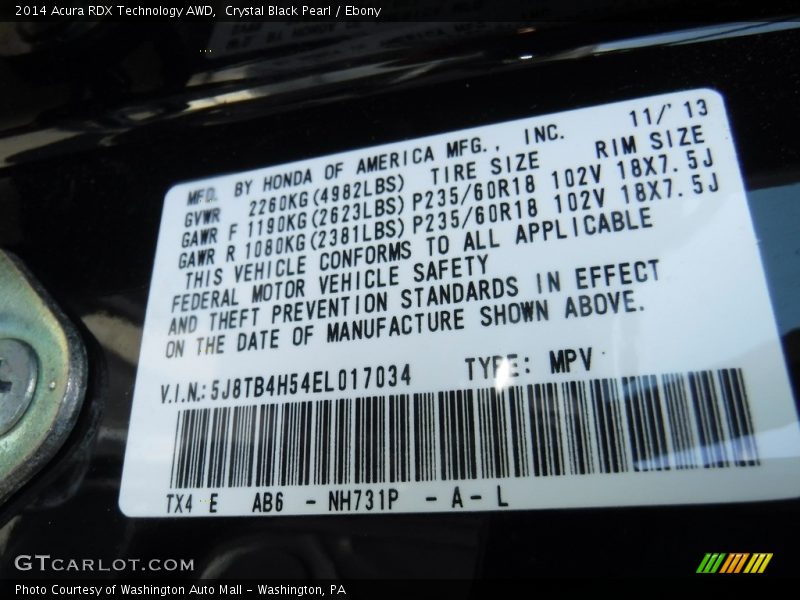 2014 Acura RDX Technology AWD,  Crystal Black Pearl / Ebony
11/' 13
MFD. BY HONDA OF AMERICA MFG., INC.
GVWR 2260KG(4982LBS) TIRE SIZE RIM SIZE
GAWR F 1190KG(2623LBS) P235/60R18 102V 18X7.5J
GAWR R 1080KG(2381LBS) P235/60R18 102V 18X7.5J
THIS VEHICLE CONFORMS TO ALL APPLICABLE
FEDERAL MOTOR VEHICLE SAFETY
AND THEFT PREVENTION STANDARDS IN EFFECT
ON THE DATE OF MANUFACTURE SHOWN ABOVE.
V.I.N.: 5J8TB4H54EL017034 TYPE: MPV
TX4 E AB6 - NH731P - A - L
GTCARLOT.COM
Photo Courtesy of Washington Auto Mall - Washington, PA